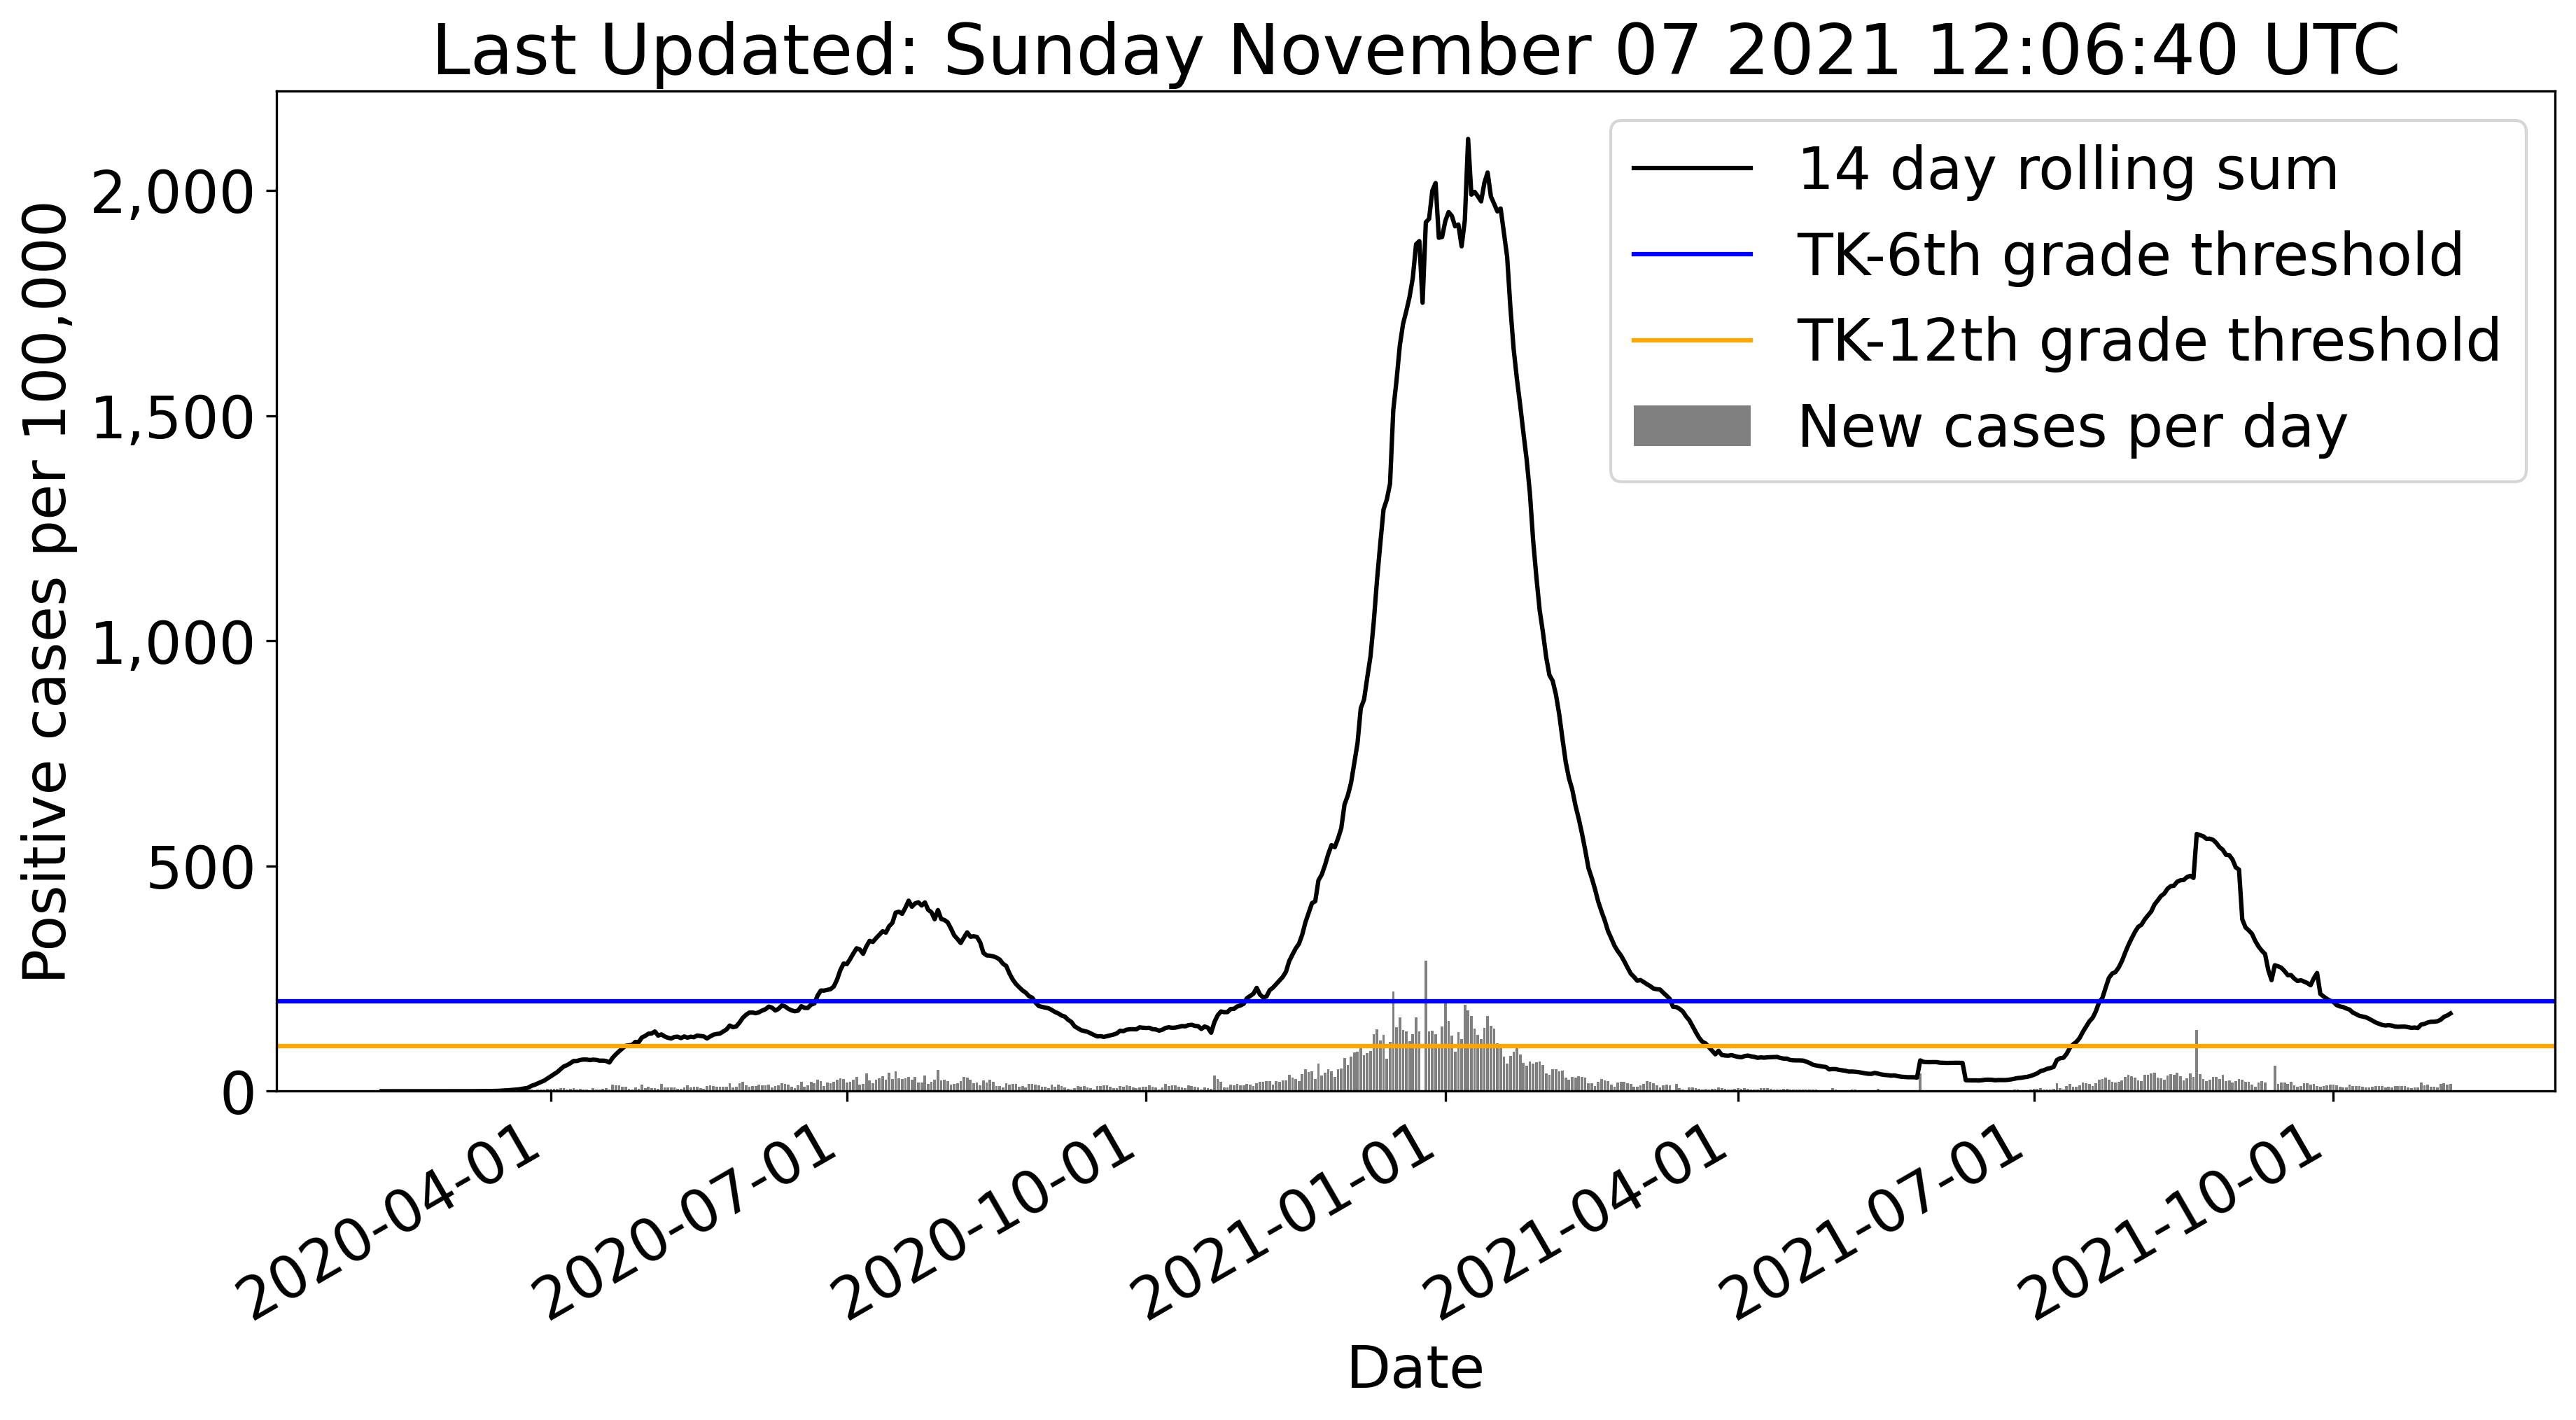 Last Updated: Sunday November 07 2021 12:06:40 UTC
Positive cases per 100,000
2,000
1,500
1,000
500
0
14 day rolling sum
TK-6th grade threshold
TK-12th grade threshold
New cases per day
2020-04-01
2020-07-01
2020-10-01
2021-01-01
2021-04-01
2021-07-01
2021-10-01
Date